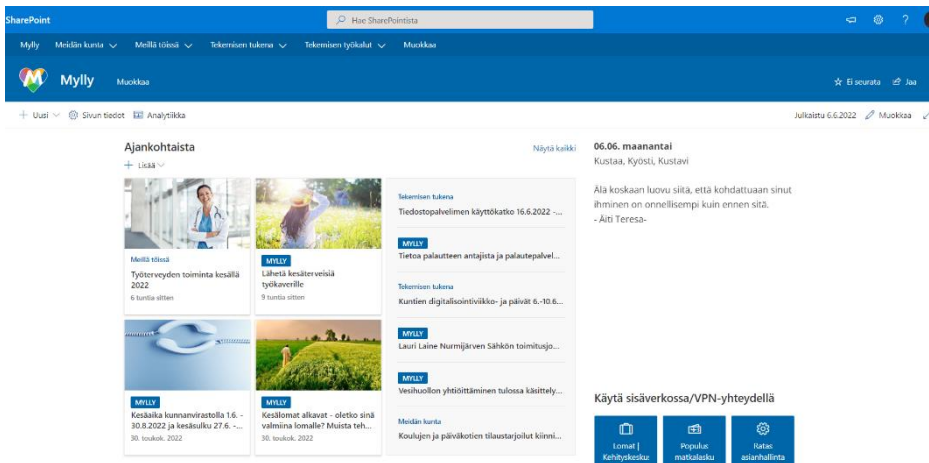 SharePoint
Hae SharePointista
?
Mylly Meidän kunta Meillä töissä Tekemisen tukena Tekemisen työkalut Muokkaa
M
Mylly Muokkaa
Ei seurata Jaa
+ Uusi Sivun tiedot Analytiikka
Julkaistu 6.6.2022 Muokkaa
Ajankohtaista
Näytä kaikki
+ Lisää
Meillä töissä
Työterveyden toiminta kesällä
2022
6 tuntia sitten
MYLLY
Lähetä kesäterveisiä
työkaverille
9 tuntia sitten
MYLLY
Kesäaika kunnanvirastolla 1.6. -
30.8.2022 ja kesäsulku 27.6. -...
30. toukok. 2022
MYLLY
Kesälomat alkavat - oletko sinä
valmiina lomalle? Muista teh...
30. toukok. 2022
Tekemisen tukena
Tiedostopalvelimen käyttökatko 16.6.2022 -...
MYLLY
Tietoa palautteen antajista ja palautepalvel...
Tekemisen tukena
Kuntien digitalisointiviikko- ja päivät 6.-10.6...
MYLLY
Lauri Laine Nurmijärven Sähkön toimitusjo...
MYLLY
Vesihuollon yhtiöittäminen tulossa käsittely...
Meidän kunta
Koulujen ja päiväkotien tilaustarjoilut kiinni...
06.06. maanantai
Kustaa, Kyösti, Kustavi
Älä koskaan luovu siitä, että kohdattuaan sinut
ihminen on onnellisempi kuin ennen sitä.
- Äiti Teresa-
Käytä sisäverkossa/VPN-yhteydellä
Lomat |
Kehityskesku:
Populus
matkalasku
Ratas
asianhallinta